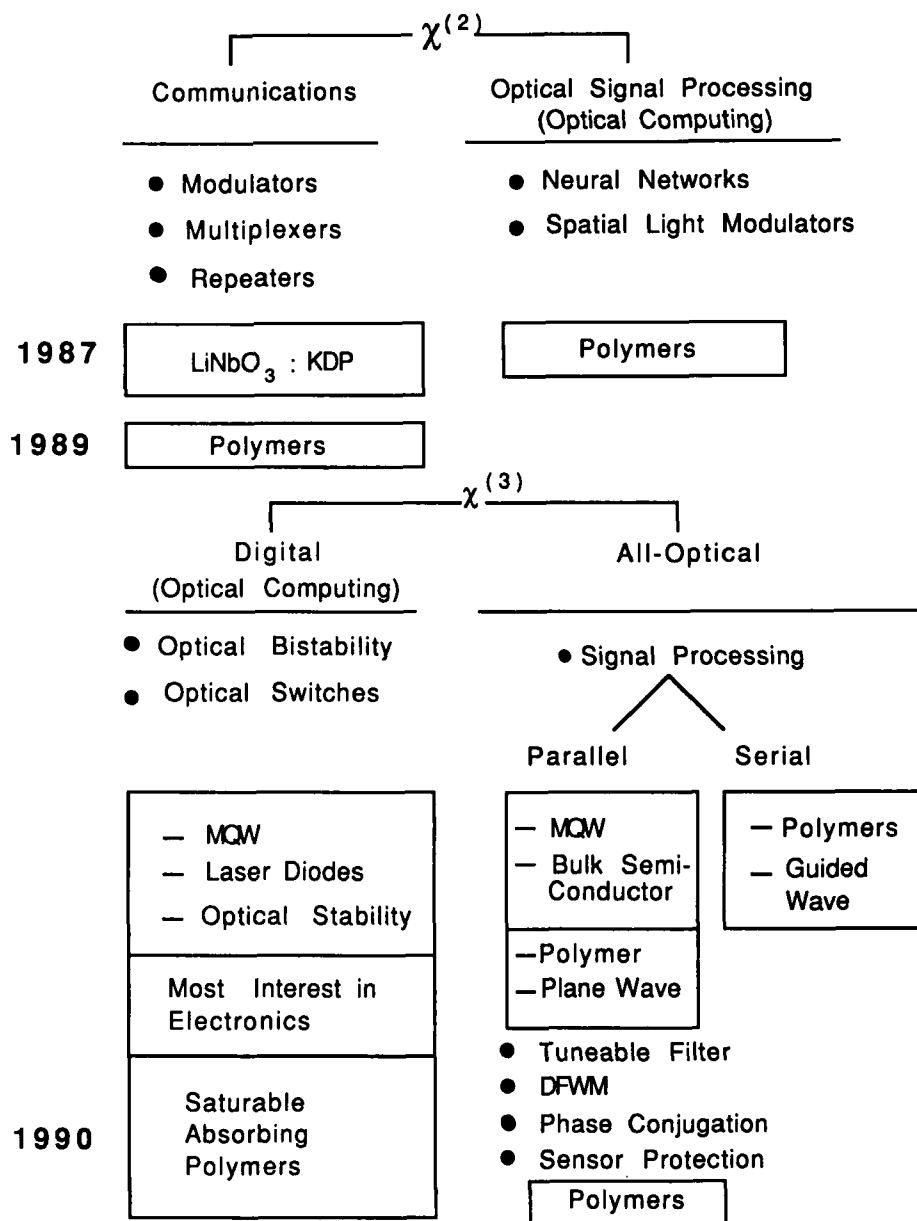 χ(2)
Communications
Optical Signal Processing
(Optical Computing)
● Modulators
● Multiplexers
● Repeaters
● Neural Networks
● Spatial Light Modulators
1987
LiNbO3 : KDP
Polymers
1989
Polymers
χ(3)
Digital
(Optical Computing)
All-Optical
● Optical Bistability
● Optical Switches
● Signal Processing
Parallel
Serial
— MQW
— Laser Diodes
— Optical Stability
Most Interest in
Electronics
1990
Saturable
Absorbing
Polymers
— MQW
— Bulk Semi-
Conductor
—Polymer
—Plane Wave
— Polymers
— Guided
Wave
● Tuneable Filter
● DFWM
● Phase Conjugation
● Sensor Protection
Polymers